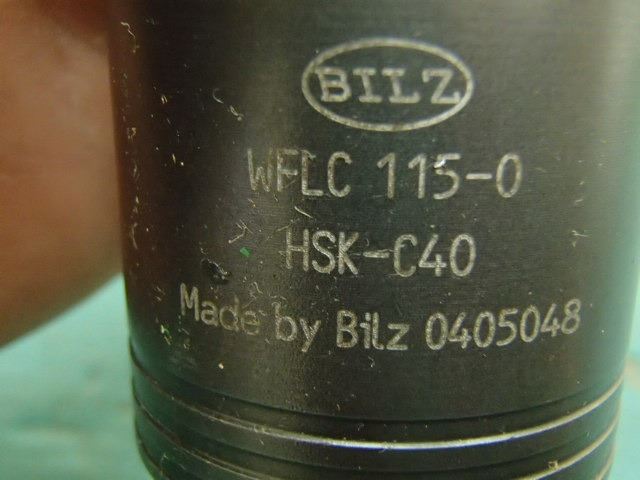 BILZ
WFLC 115-0
HSK-C40
Made by Bilz 0405048